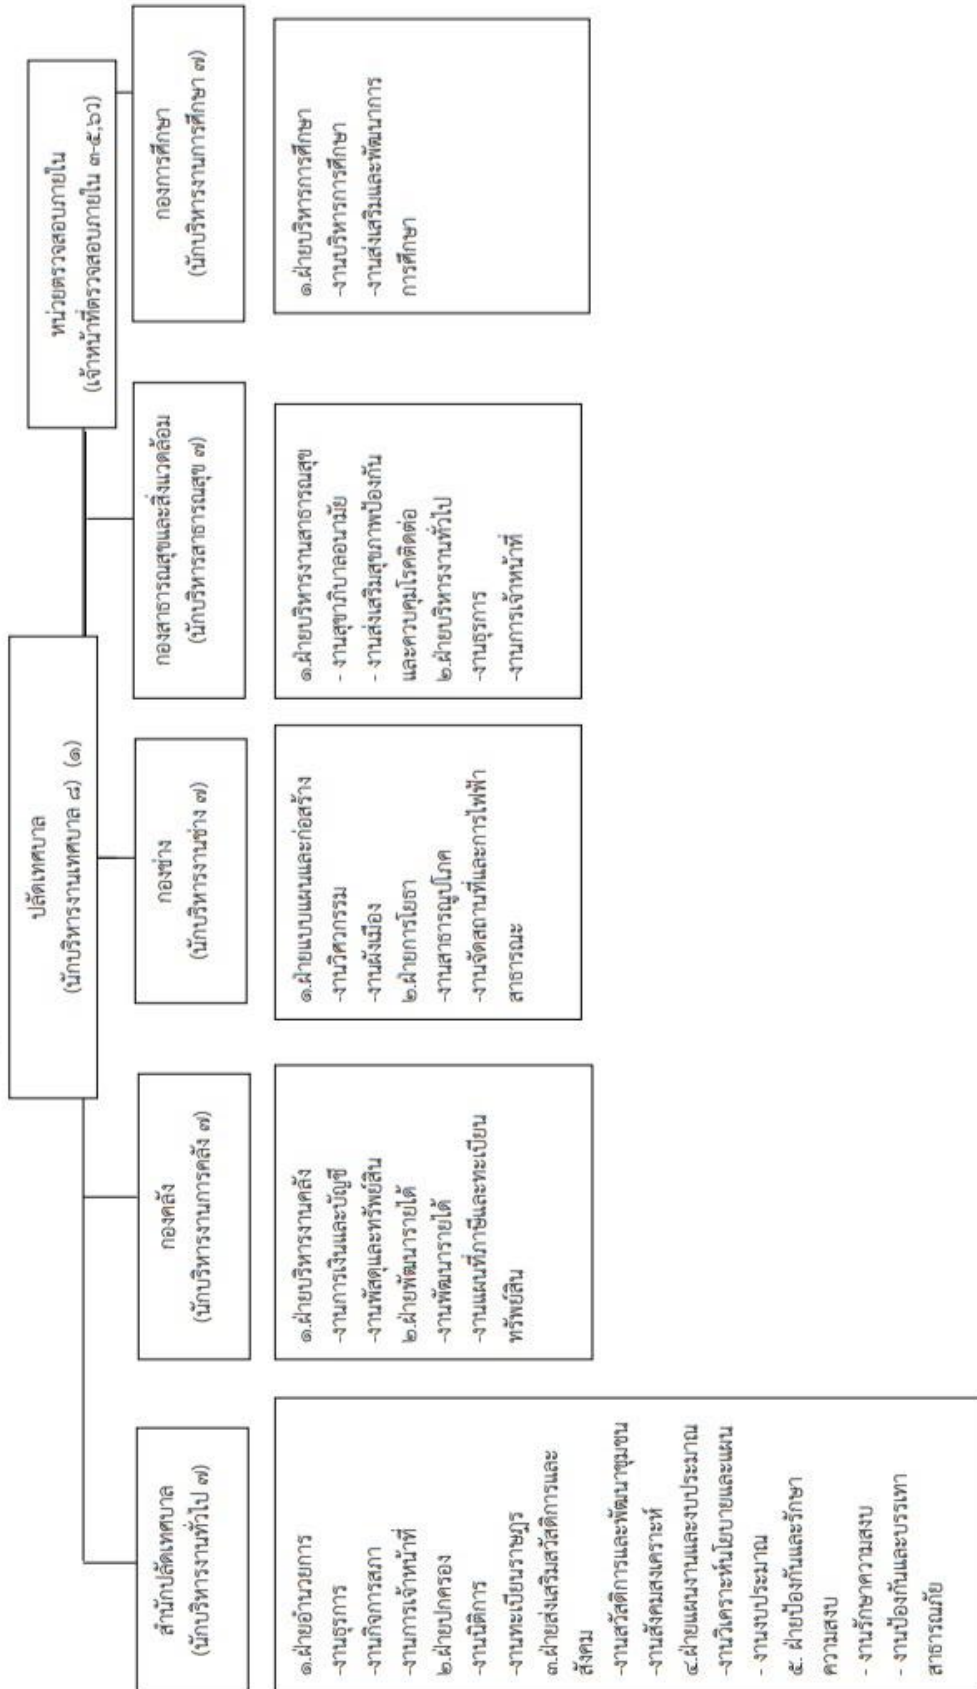 ปลัดเทศบาล
(นักบริหารงานเทศบาล ๘) (๑)
หน่วยตรวจสอบภายใน
(เจ้าหน้าที่ตรวจสอบภายใน ๓-๕,๖ว)
สำนักปลัดเทศบาล
(นักบริหารงานทั่วไป ๗)
กองคลัง
(นักบริหารงานการคลัง ๗)
กองช่าง
(นักบริหารงานช่าง ๗)
กองสาธารณสุขและสิ่งแวดล้อม
(นักบริหารสาธารณสุข ๗)
กองการศึกษา
(นักบริหารงานการศึกษา ๗)
๑.ฝ่ายอำนวยการ
-งานธุรการ
-งานกิจการสภา
-งานการเจ้าหน้าที่
๒.ฝ่ายปกครอง
-งานนิติการ
-งานทะเบียนราษฎร
๓.ฝ่ายส่งเสริมสวัสดิการและ
สังคม
-งานสวัสดิการและพัฒนาชุมชน
-งานสังคมสงเคราะห์
๔.ฝ่ายแผนงานและงบประมาณ
-งานวิเคราะห์นโยบายและแผน
- งานงบประมาณ
๕. ฝ่ายป้องกันและรักษา
ความสงบ
- งานรักษาความสงบ
- งานป้องกันและบรรเทา
สาธารณภัย
๑.ฝ่ายบริหารงานคลัง
-งานการเงินและบัญชี
-งานพัสดุและทรัพย์สิน
๒.ฝ่ายพัฒนารายได้
-งานพัฒนารายได้
-งานแผนที่ภาษีและทะเบียน
ทรัพย์สิน
๑.ฝ่ายแบบแผนและก่อสร้าง
-งานวิศวกรรม
-งานผังเมือง
๒.ฝ่ายการโยธา
-งานสาธารณูปโภค
-งานจัดสถานที่และการไฟฟ้า
สาธารณะ
๑.ฝ่ายบริหารงานสาธารณสุข
- งานสุขาภิบาลอนามัย
- งานส่งเสริมสุขภาพป้องกัน
และควบคุมโรคติดต่อ
๒.ฝ่ายบริหารงานทั่วไป
-งานธุรการ
-งานการเจ้าหน้าที่
๑.ฝ่ายบริหารการศึกษา
-งานบริหารการศึกษา
-งานส่งเสริมและพัฒนาการ
การศึกษา